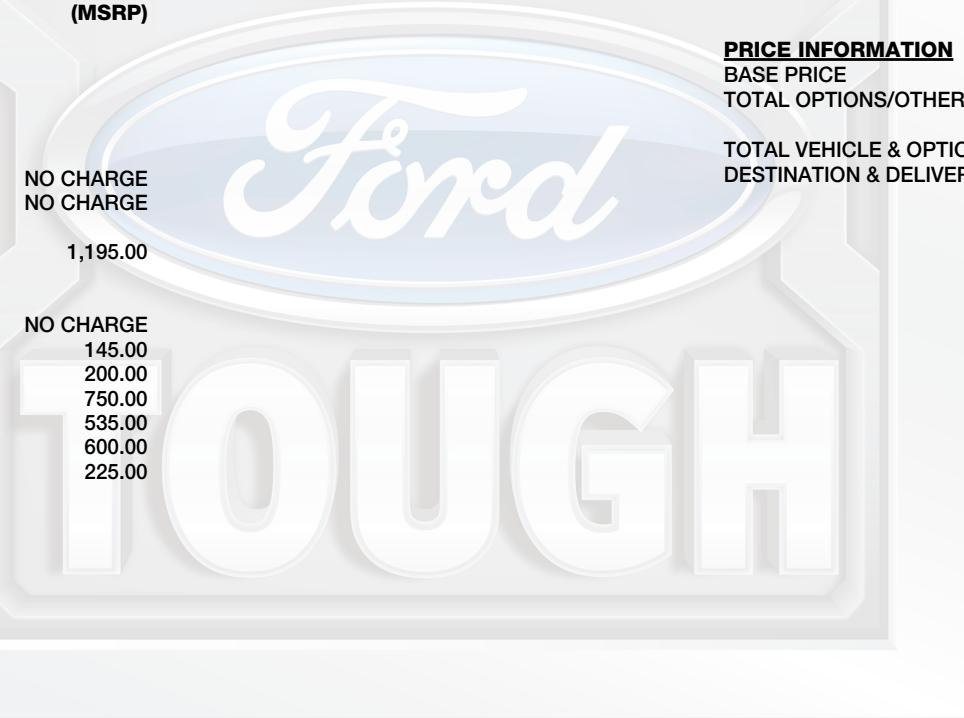 (MSRP)
NO CHARGE
NO CHARGE
1,195.00
NO CHARGE
145.00
200.00
750.00
535.00
600.00
225.00
PRICE INFORMATION
BASE PRICE
TOTAL OPTIONS/OTHER
TOTAL VEHICLE & OPTIO
DESTINATION & DELIVER
Ford
TOUGH